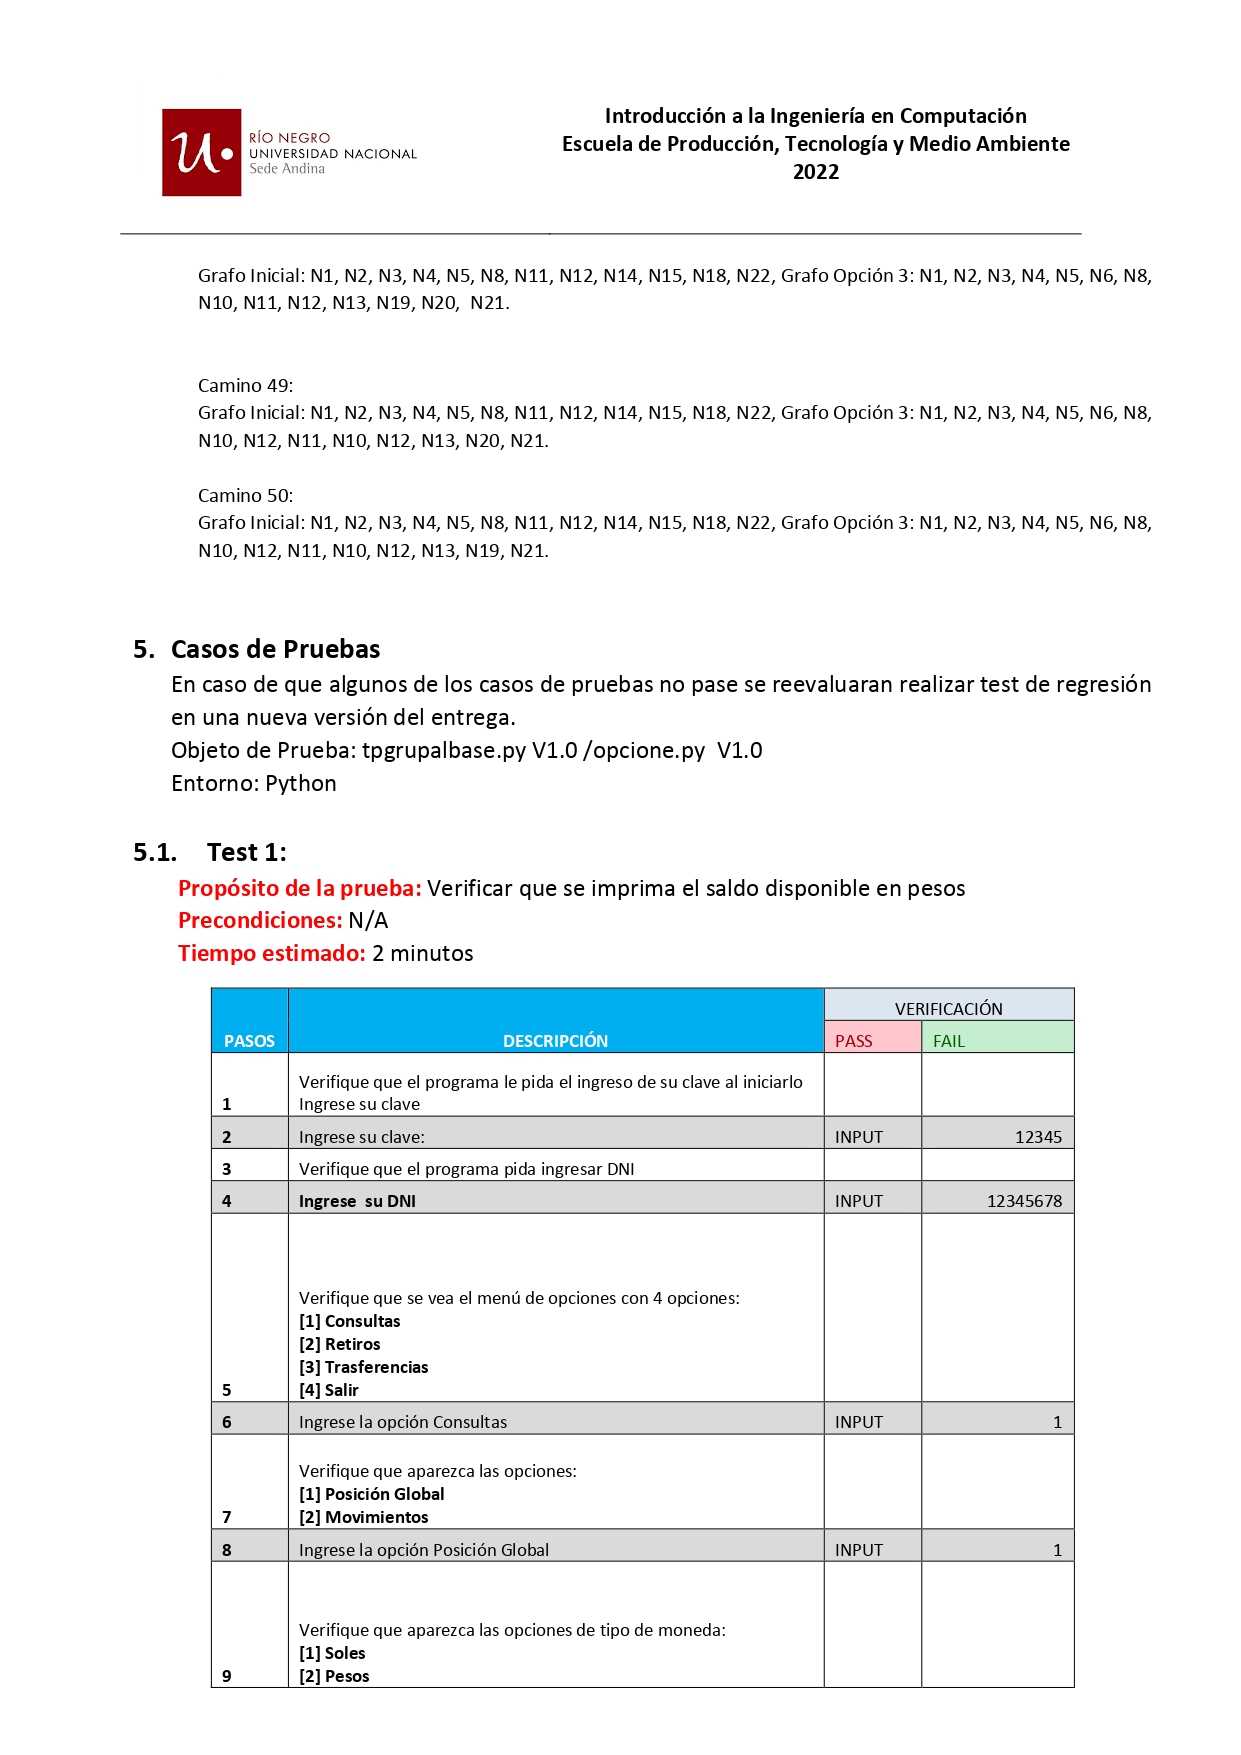 RÍO NEGRO
UNIVERSIDAD NACIONAL
Sede Andina
Introducción a la Ingeniería en Computación
Escuela de Producción, Tecnología y Medio Ambiente
2022
Grafo Inicial: N1, N2, N3, N4, N5, N8, N11, N12, N14, N15, N18, N22, Grafo Opción 3: N1, N2, N3, N4, N5, N6, N8,
N10, N11, N12, N13, N19, N20, N21.
Camino 49:
Grafo Inicial: N1, N2, N3, N4, N5, N8, N11, N12, N14, N15, N18, N22, Grafo Opción 3: N1, N2, N3, N4, N5, N6, N8,
N10, N12, N11, N10, N12, N13, N20, N21.
Camino 50:
Grafo Inicial: N1, N2, N3, N4, N5, N8, N11, N12, N14, N15, N18, N22, Grafo Opción 3: N1, N2, N3, N4, N5, N6, N8,
N10, N12, N11, N10, N12, N13, N19, N21.
5. Casos de Pruebas
En caso de que algunos de los casos de pruebas no pase se reevaluaran realizar test de regresión
en una nueva versión del entrega.
Objeto de Prueba: tpgrupalbase.py V1.0 /opcione.py V1.0
Entorno: Python
5.1. Test 1:
Propósito de la prueba: Verificar que se imprima el saldo disponible en pesos
Precondiciones: N/A
Tiempo estimado: 2 minutos
VERIFICACIÓN
PASOS DESCRIPCIÓN PASS FAIL
Verifique que el programa le pida el ingreso de su clave al iniciarlo
1 Ingrese su clave
2 Ingrese su clave: INPUT 12345
3 Verifique que el programa pida ingresar DNI
4 Ingrese su DNI INPUT 12345678
Verifique que se vea el menú de opciones con 4 opciones:
[1] Consultas
[2] Retiros
[3] Trasferencias
5 [4] Salir
6 Ingrese la opción Consultas INPUT 1
Verifique que aparezca las opciones:
[1] Posición Global
7 [2] Movimientos
8 Ingrese la opción Posición Global INPUT 1
Verifique que aparezca las opciones de tipo de moneda:
[1] Soles
9 [2] Pesos